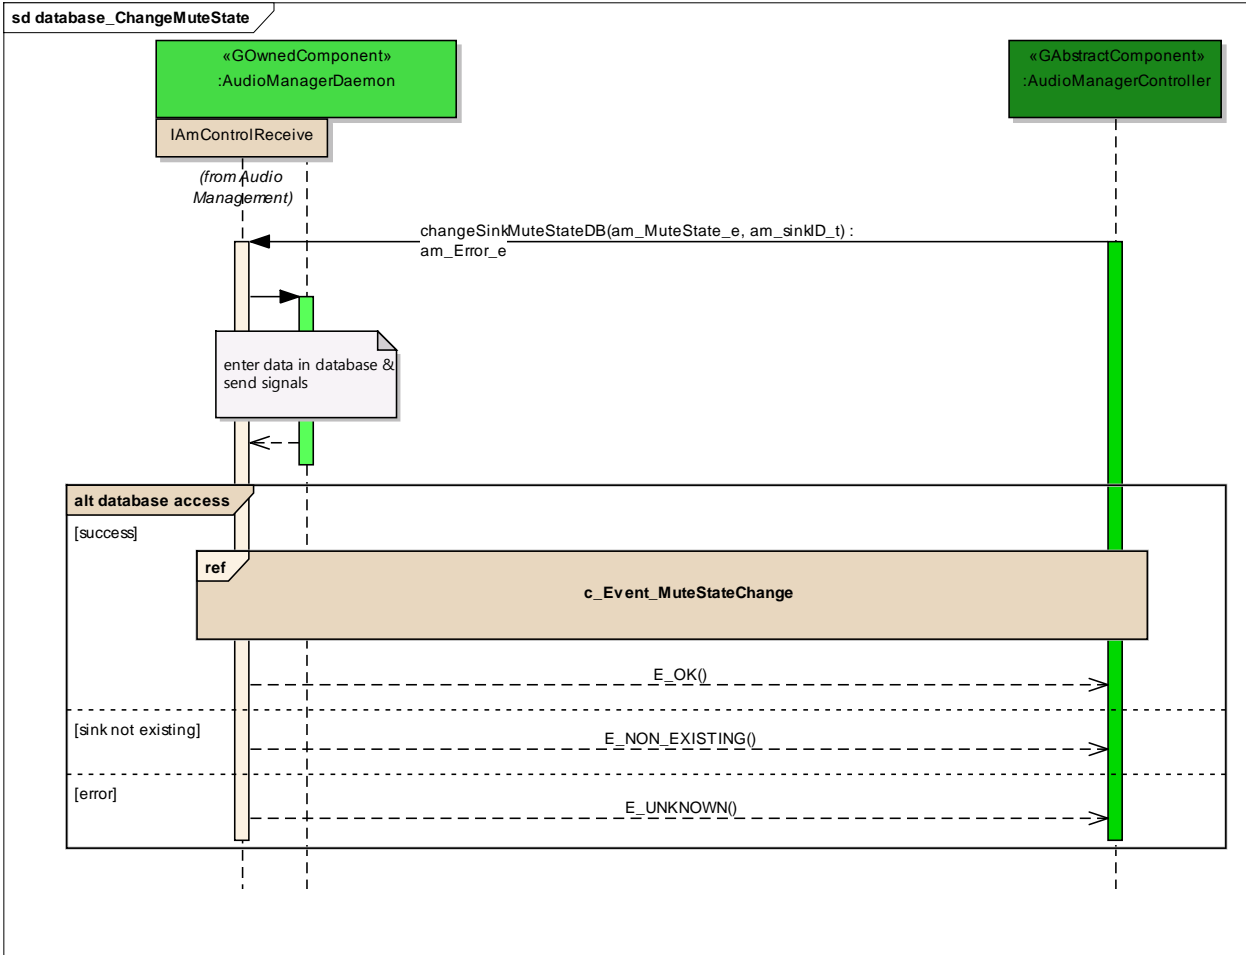 sd database_ChangeMuteState
«GOwnedComponent»
:AudioManagerDaemon
«GAbstractComponent»
:AudioManagerController
IAmControlReceive
(from Audio
Management)
changeSinkMuteStateDB(am_MuteState_e, am_sinkID_t) :
am_Error_e
enter data in database &
send signals
alt database access
[success]
ref
c_Event_MuteStateChange
E_OK()
[sink not existing]
E_NON_EXISTING()
[error]
E_UNKNOWN()